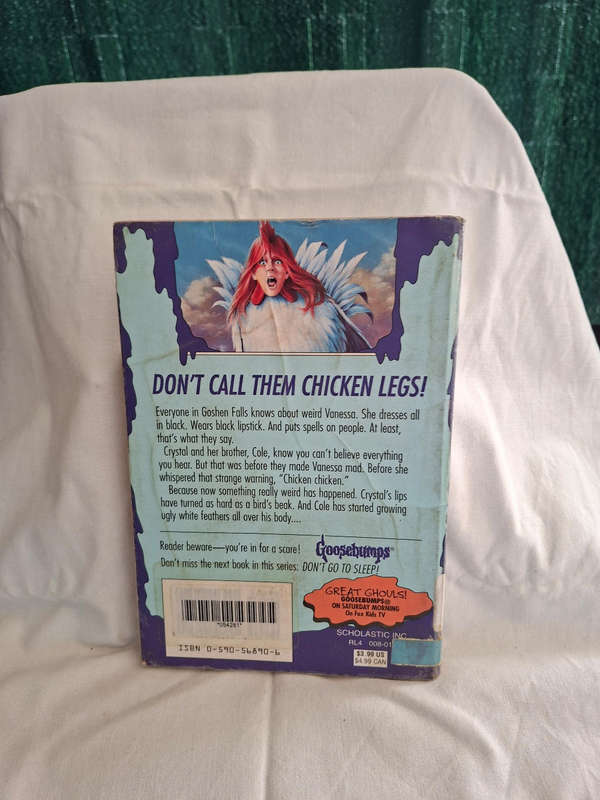 DON'T CALL THEM CHICKEN LEGS!
Everyone in Goshen Falls knows about weird Vanessa. She dresses all
in black. Wears black lipstick. And puts spells on people. At least,
that's what they say.
Crystal and her brother, Cole, know you can't believe everything
you hear. But that was before they made Vanessa mad. Before she
whispered that strange warning, "Chicken chicken."
Because now something really weird has happened. Crystal's lips
have turned as hard as a bird's beak. And Cole has started growing
ugly white feathers all over his body....
Reader beware—you're in for a scare! Goosebumps®
Don't miss the next book in this series: DON'T GO TO SLEEP!
GREAT GHOULS!
GOOSEBUMPS®
ON SATURDAY MORNING
On Fox Kids TV
*054281*
ISBN 0-590-56890-6
SCHOLASTIC INC.
RL4 008-01
$3.99 US
$4.99 CAN